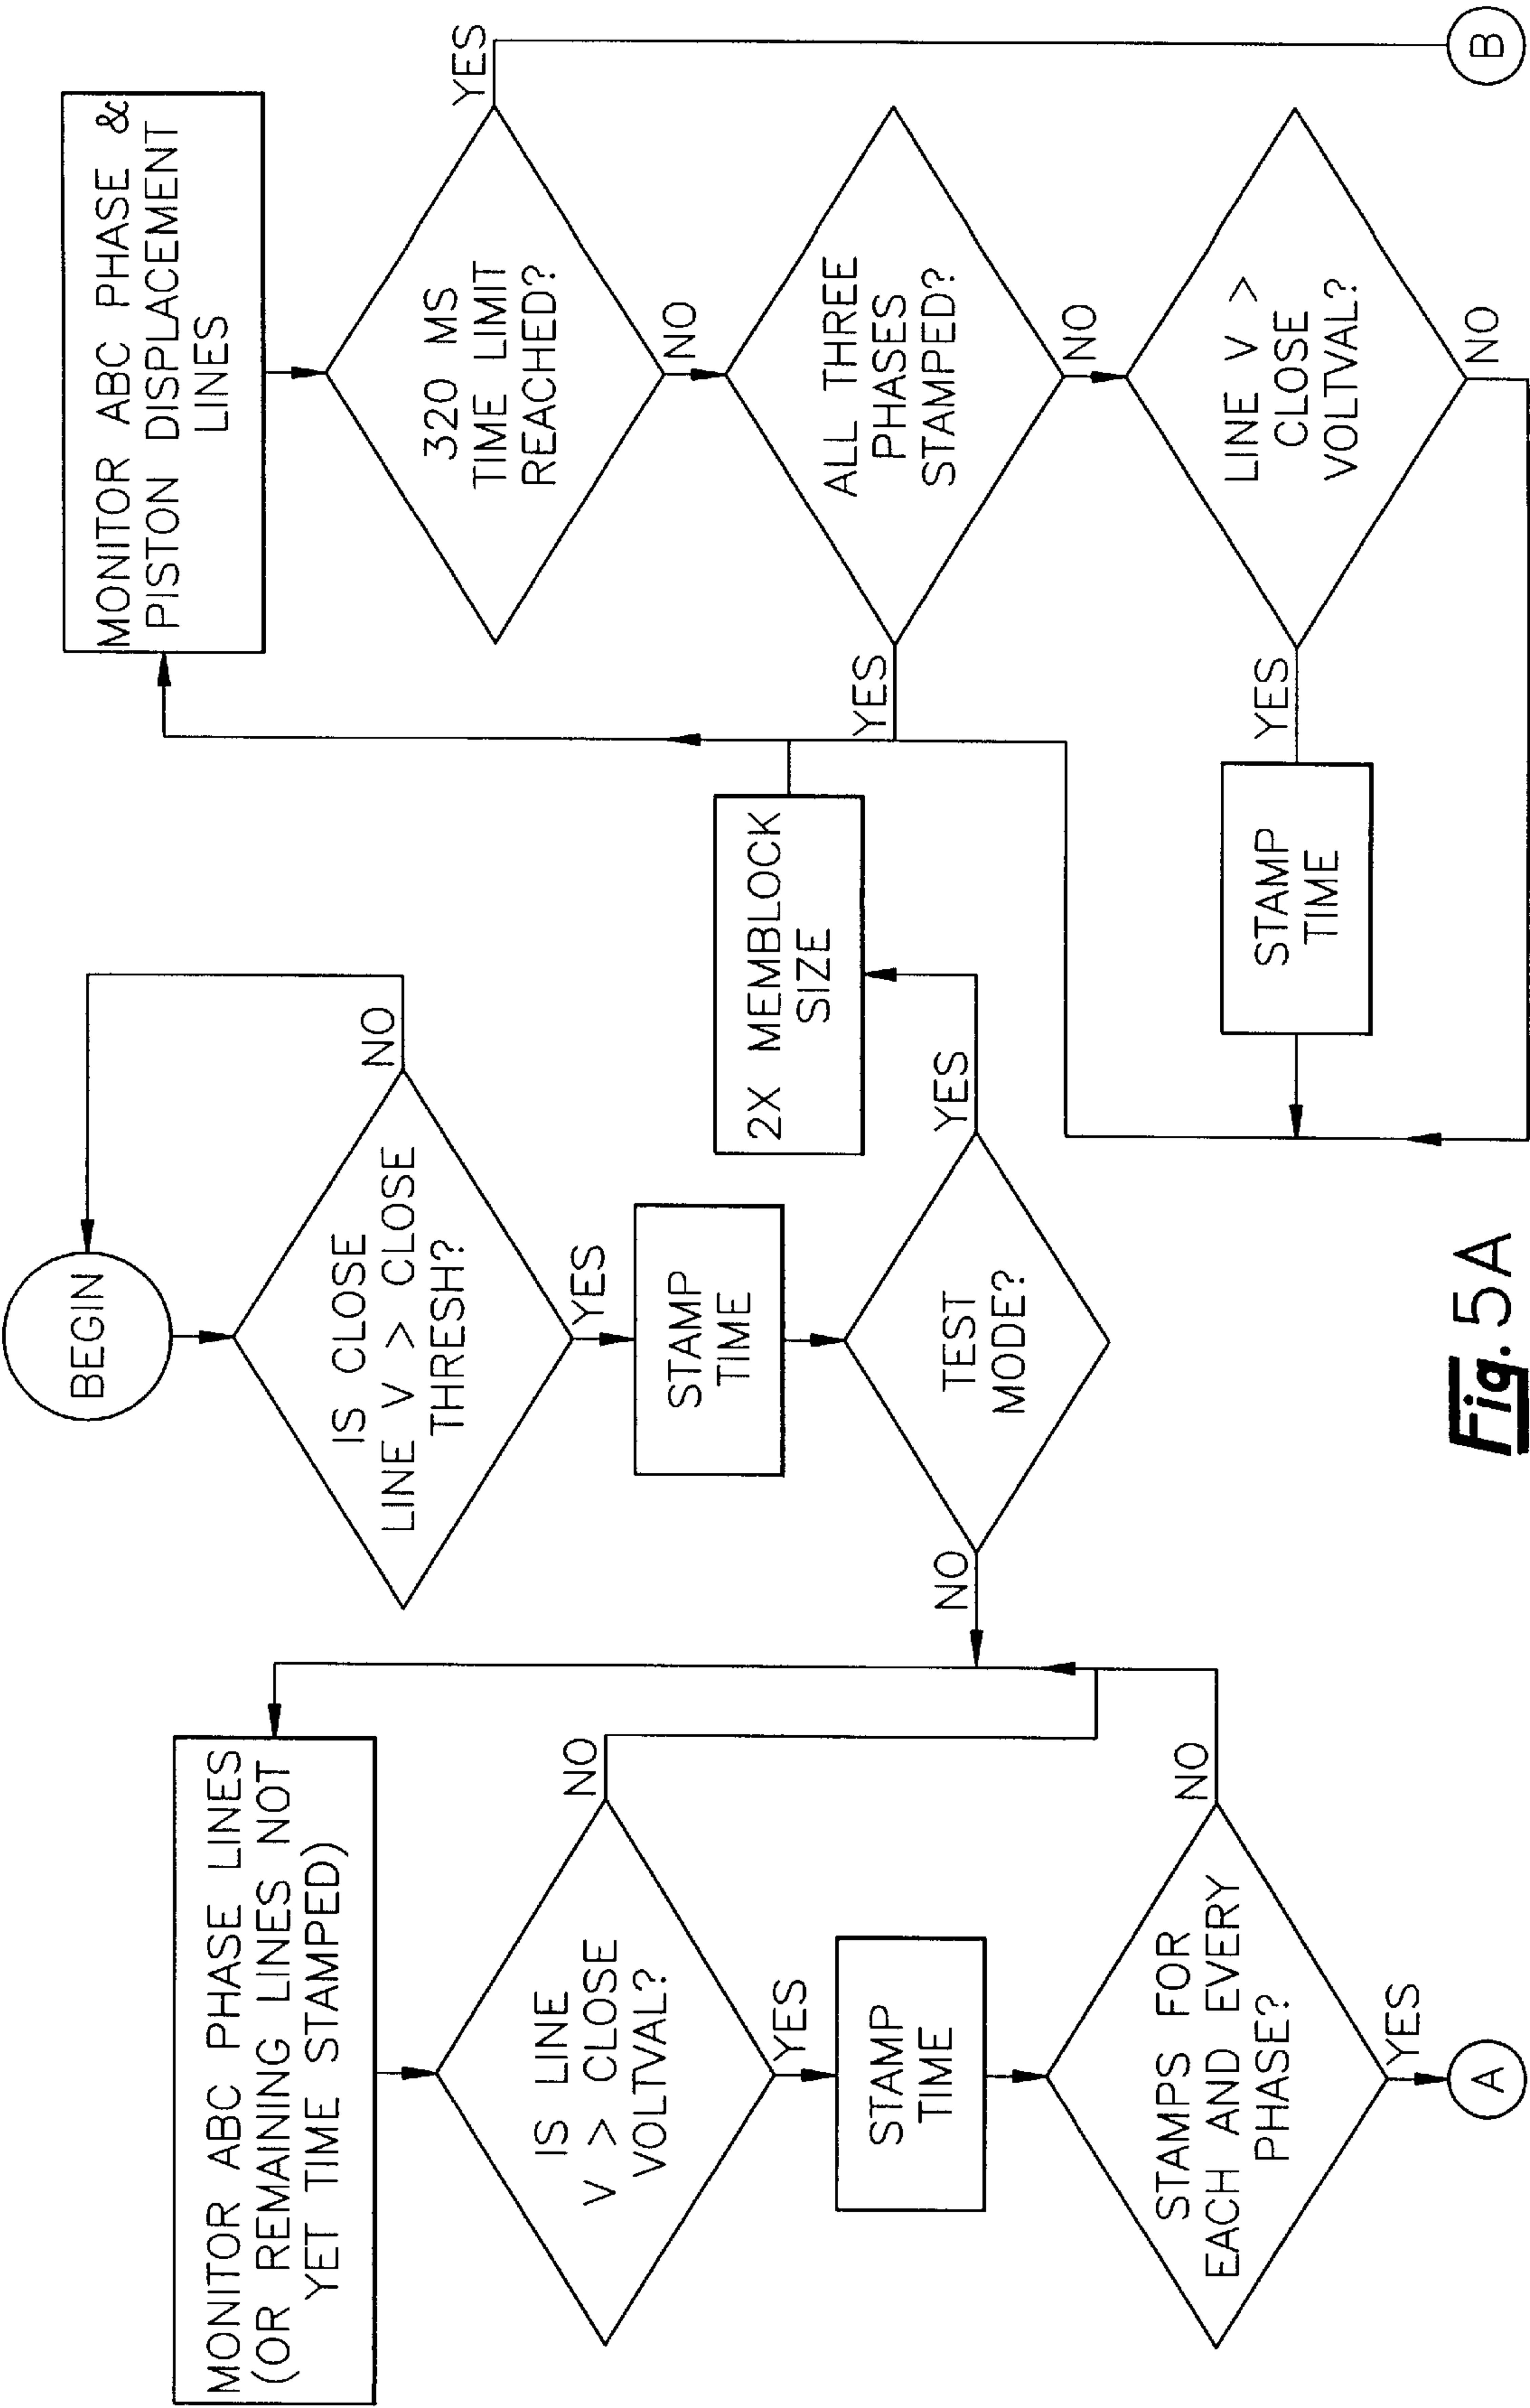 BEGIN
IS CLOSE
LINE V > CLOSE
THRESH?
NO
YES
STAMP
TIME
TEST
MODE?
NO
YES
MONITOR ABC PHASE LINES
(OR REMAINING LINES NOT
YET TIME STAMPED)
IS LINE
V > CLOSE
VOLTVAL?
NO
YES
STAMP
TIME
STAMPS FOR
EACH AND EVERY
PHASE?
NO
YES
A
2X MEMBLOCK
SIZE
MONITOR ABC PHASE &
PISTON DISPLACEMENT
LINES
320 MS
TIME LIMIT
REACHED?
YES
NO
ALL THREE
PHASES
STAMPED?
YES
NO
LINE V >
CLOSE
VOLTVAL?
YES
NO
STAMP
TIME
B
Fig. 5A